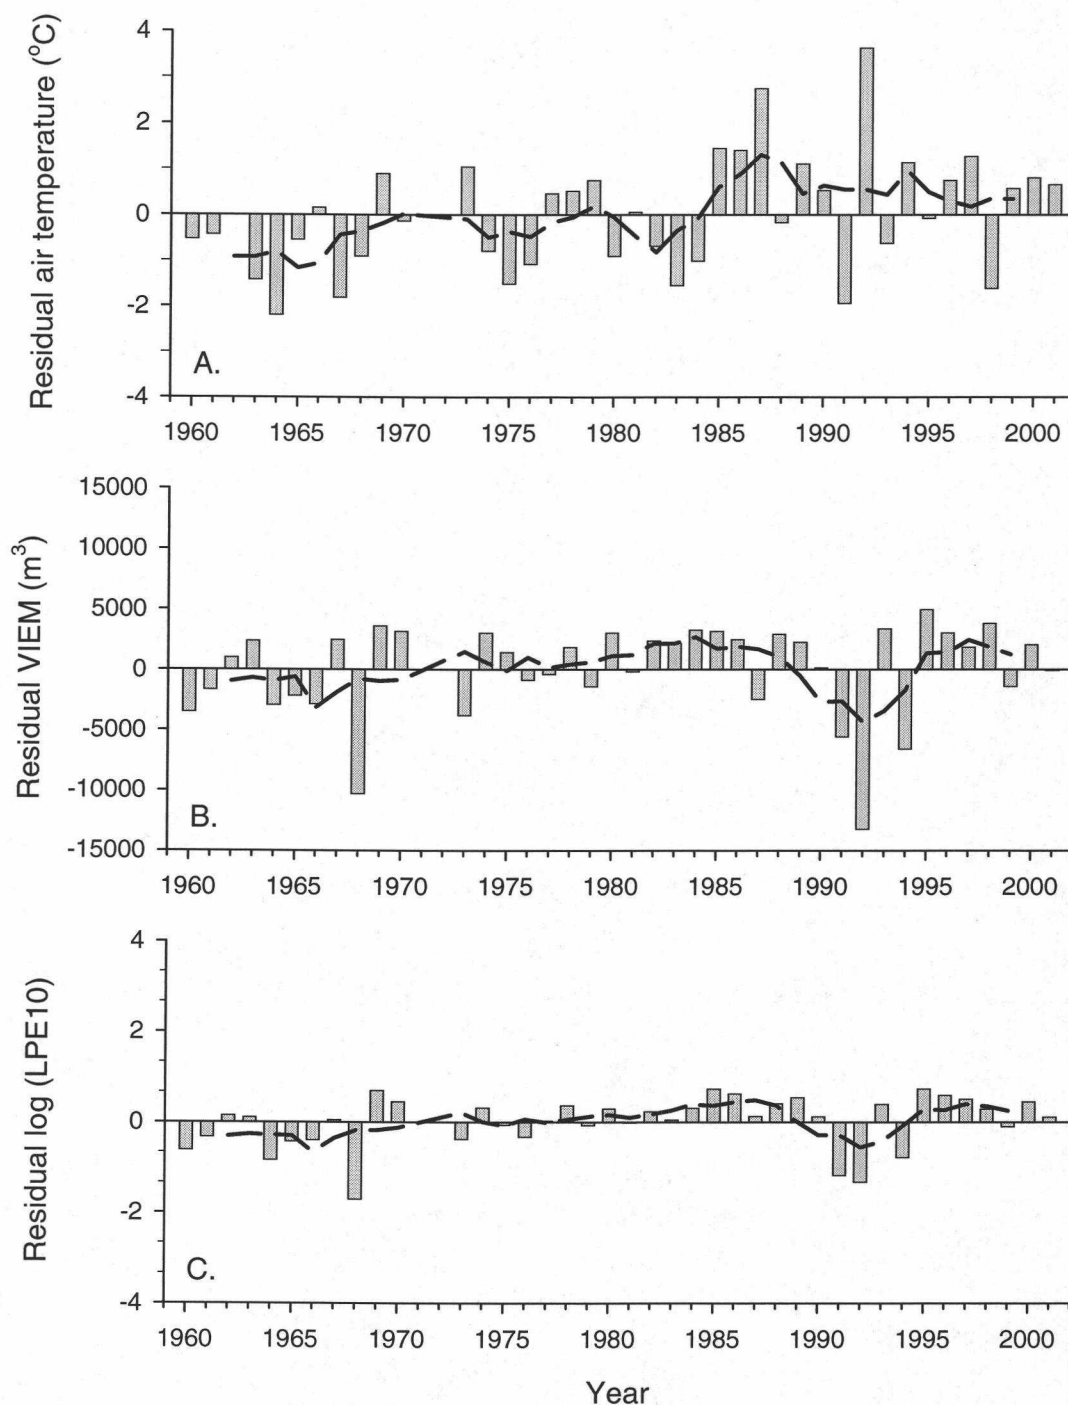 Residual air temperature (°C)
4
2
0
-2
-4
A.
1960 1965 1970 1975 1980 1985 1990 1995 2000
Residual VIEM (m³)
15000
10000
5000
0
-5000
-10000
-15000
B.
1960 1965 1970 1975 1980 1985 1990 1995 2000
Residual log (LPE10)
4
2
0
-2
-4
C.
1960 1965 1970 1975 1980 1985 1990 1995 2000
Year